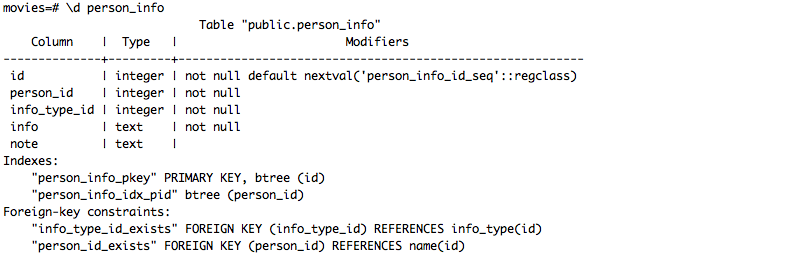 movies=# \d person_info
                            Table "public.person_info"
    Column    |  Type   |                        Modifiers
--------------+---------+----------------------------------------------------------
 id           | integer | not null default nextval('person_info_id_seq'::regclass)
 person_id    | integer | not null
 info_type_id | integer | not null
 info         | text    | not null
 note         | text    |
Indexes:
    "person_info_pkey" PRIMARY KEY, btree (id)
    "person_info_idx_pid" btree (person_id)
Foreign-key constraints:
    "info_type_id_exists" FOREIGN KEY (info_type_id) REFERENCES info_type(id)
    "person_id_exists" FOREIGN KEY (person_id) REFERENCES name(id)